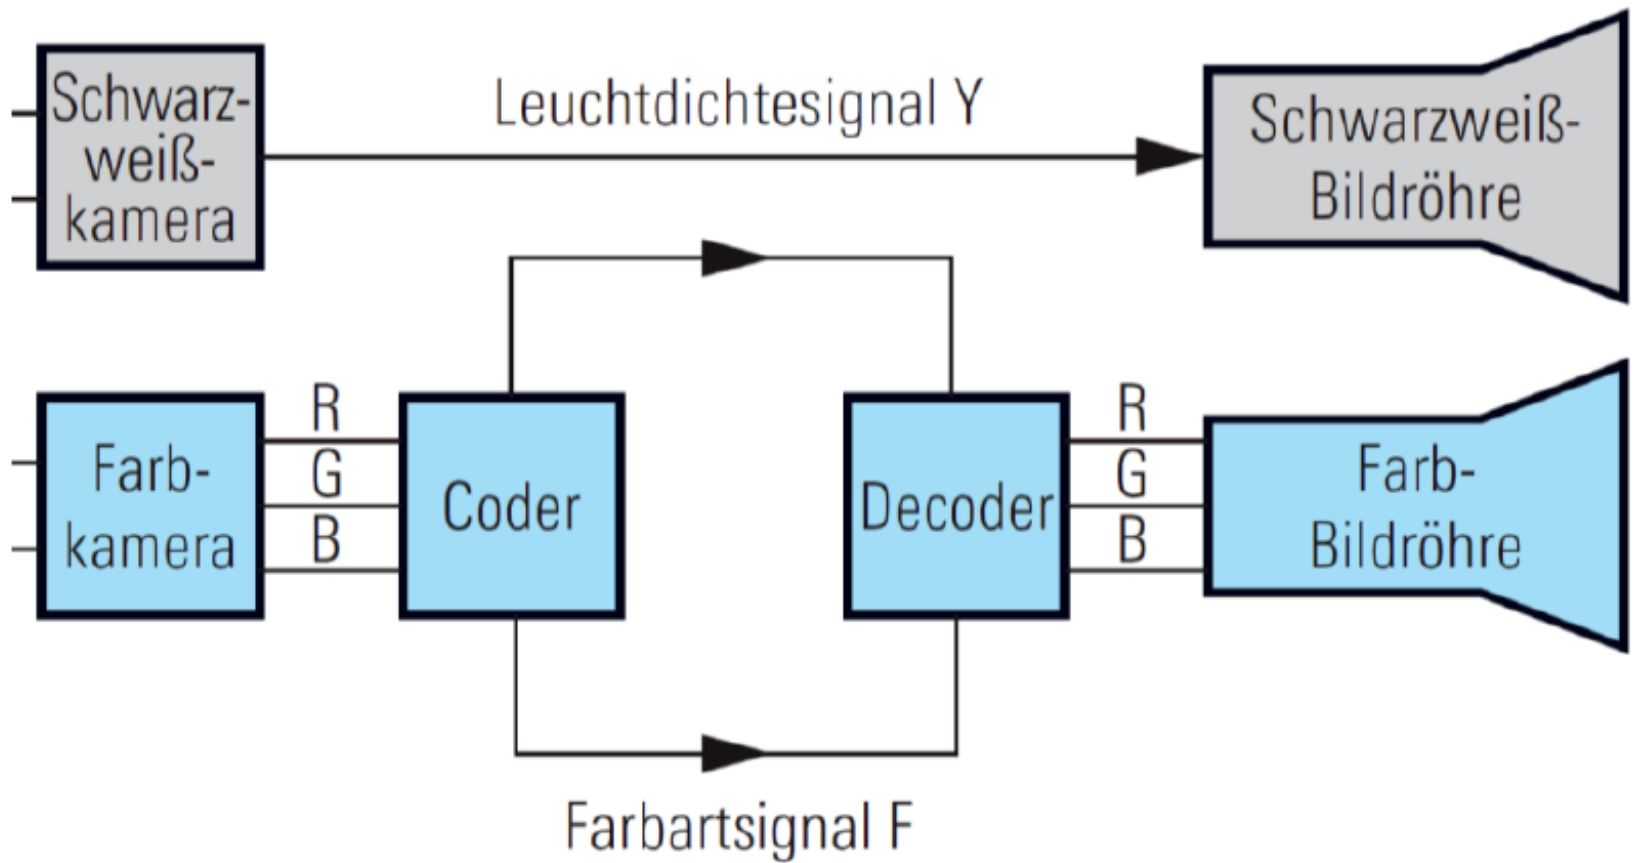 Schwarz-
weiß-
kamera
Leuchtdichtesignal Y
Schwarzweiß-
Bildröhre
Farb-
kamera
R
G
B
Coder
Decoder
R
G
B
Farb-
Bildröhre
Farbartsignal F